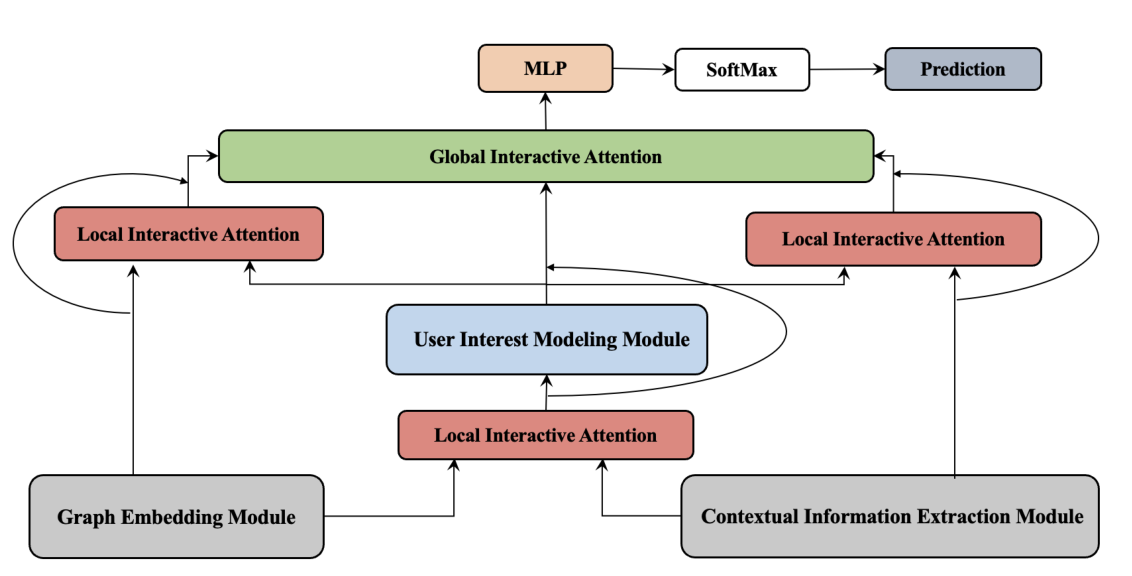 MLP
SoftMax
Prediction
Global Interactive Attention
Local Interactive Attention
Local Interactive Attention
User Interest Modeling Module
Local Interactive Attention
Graph Embedding Module
Contextual Information Extraction Module